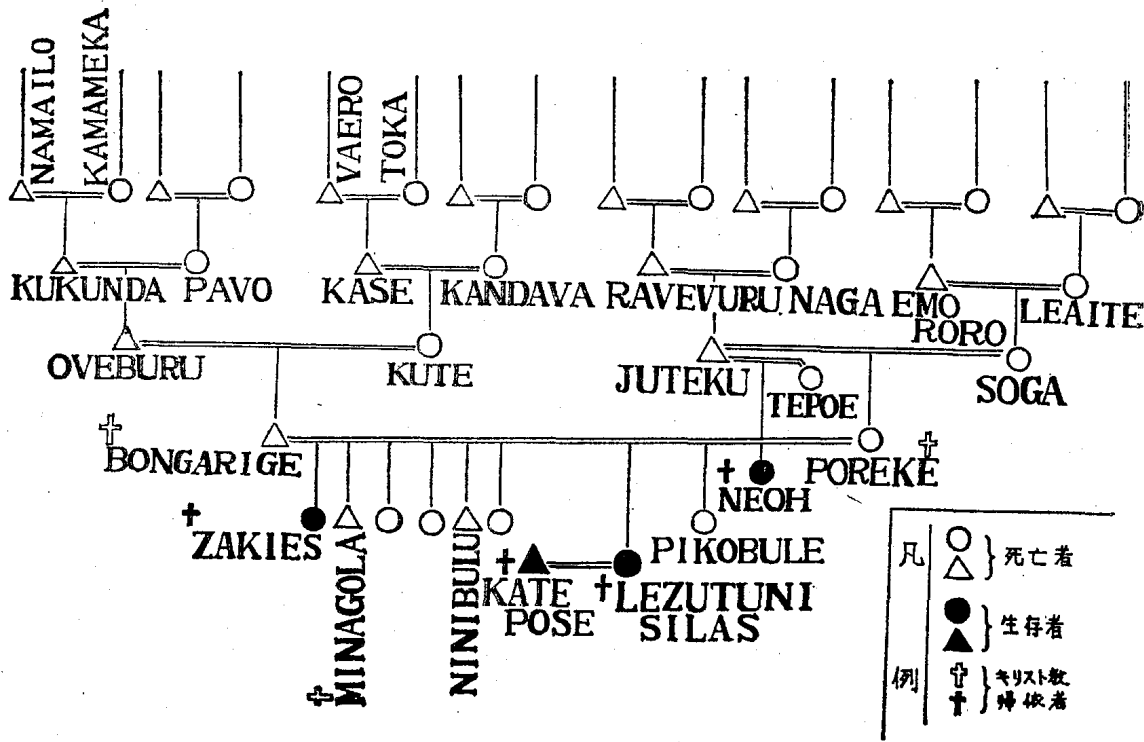 NAMAILO
KAMAMEKA
VAERO
TOKA
KUKUNDA PAVO KASE KANDAVA RAVEVURU NAGA EMO
RORO LEAITE
OVEBURU KUTE JUTEKU TEPOE SOGA
BONGARIGE POREKE
NEOH
ZAKIES PIKOBULE
MINAGOLA
NINIBULU
KATE
POSE
LEZUTUNI
SILAS
凡例
死亡者
生存者
キリスト教
帰依者